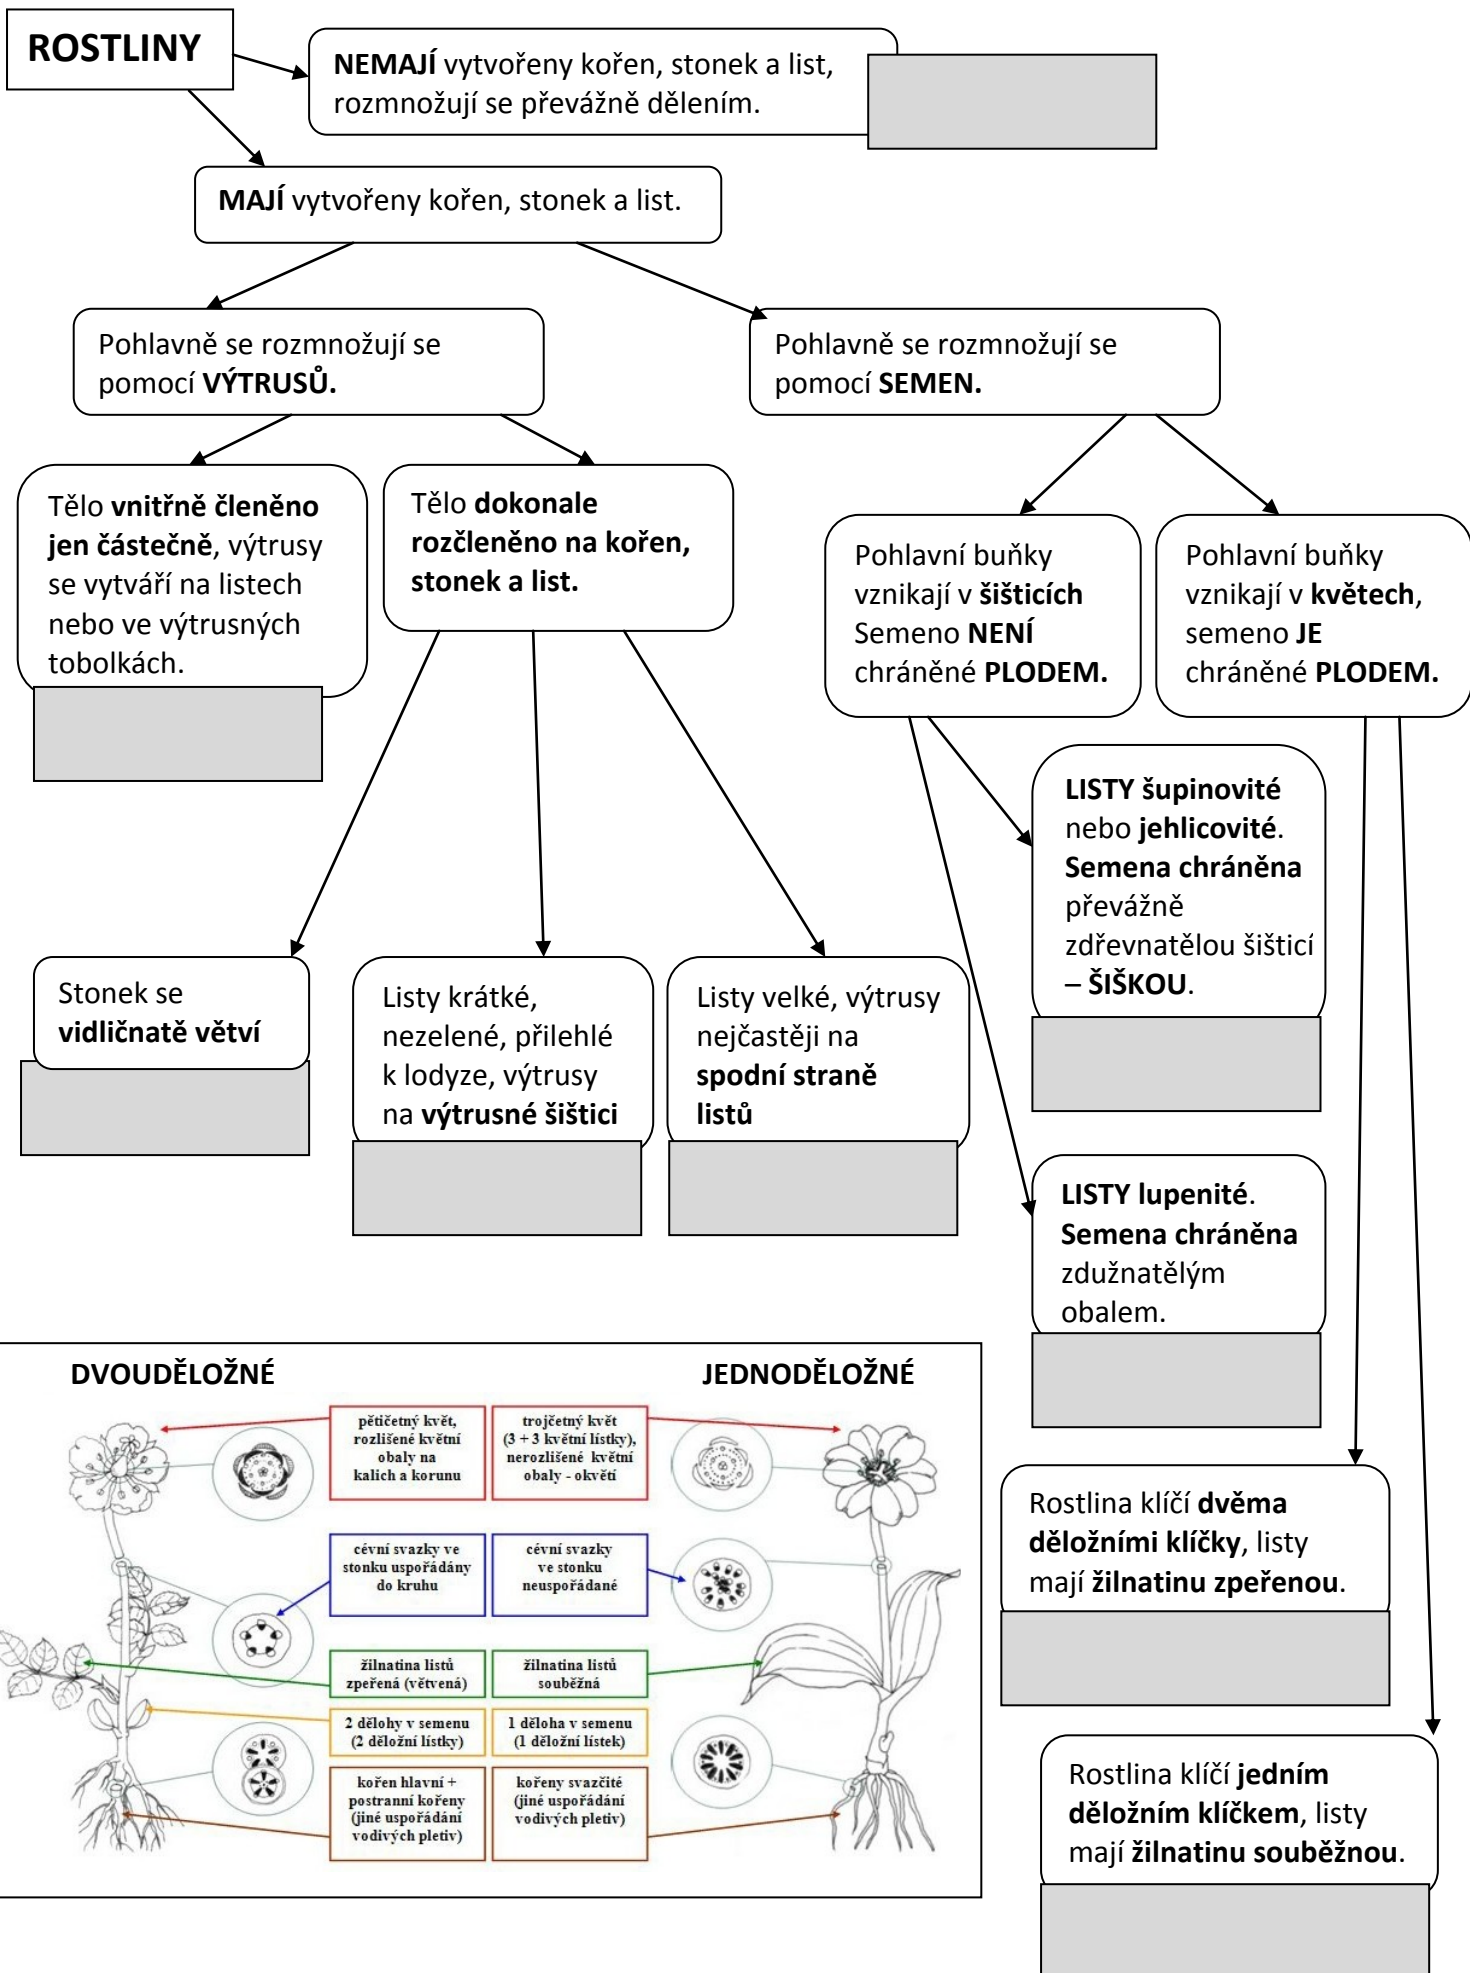 ROSTLINY
NEMAJÍ vytvořeny kořen, stonek a list,
rozmnožují se převážně dělením.
MAJÍ vytvořeny kořen, stonek a list.
Pohlavně se rozmnožují se
pomocí VÝTRUSŮ.
Pohlavně se rozmnožují se
pomocí SEMEN.
Tělo vnitřně členěno
jen částečně, výtrusy
se vytváří na listech
nebo ve výtrusných
tobolkách.
Tělo dokonale
rozčleněno na kořen,
stonek a list.
Pohlavní buňky
vznikají v šišticích
Semeno NENÍ
chráněné PLODEM.
Pohlavní buňky
vznikají v květech,
semeno JE
chráněné PLODEM.
LISTY šupinovité
nebo jehlicovité.
Semena chráněna
převážně
zdřevnatělou šišticí
– ŠIŠKOU.
Stonek se
vidličnatě větví
Listy krátké,
nezelené, přilehlé
k lodyze, výtrusy
na výtrusné šištici
Listy velké, výtrusy
nejčastěji na
spodní straně
listů
LISTY lupenité.
Semena chráněna
zdužnatělým
obalem.
DVOUDĚLOŽNÉ
JEDNODĚLOŽNÉ
pětičetný květ,
rozlišené květní
obaly na
kalich a korunu
trojčetný květ
(3 + 3 květní lístky),
nerozlišené květní
obaly - okvětí
cévní svazky ve
stonku uspořádány
do kruhu
cévní svazky
ve stonku
neuspořádané
žilnatina listů
zpeřená (větvená)
žilnatina listů
souběžná
2 dělohy v semenu
(2 děložní lístky)
1 děloha v semenu
(1 děložní lístek)
kořen hlavní +
postranní kořeny
(jiné uspořádání
vodivých pletiv)
kořeny svazčité
(jiné uspořádání
vodivých pletiv)
Rostlina klíčí dvěma
děložními klíčky, listy
mají žilnatinu zpeřenou.
Rostlina klíčí jedním
děložním klíčkem, listy
mají žilnatinu souběžnou.